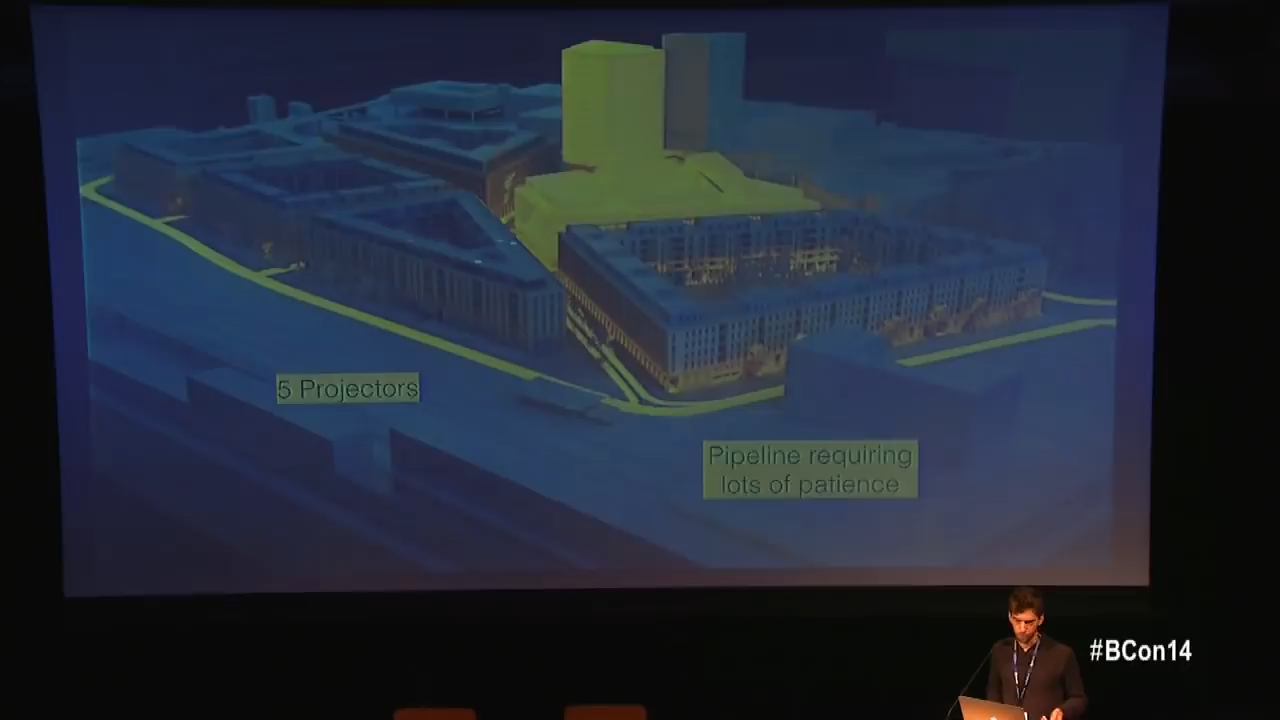 5 Projectors
Pipeline requiring
lots of patience
#BCon14